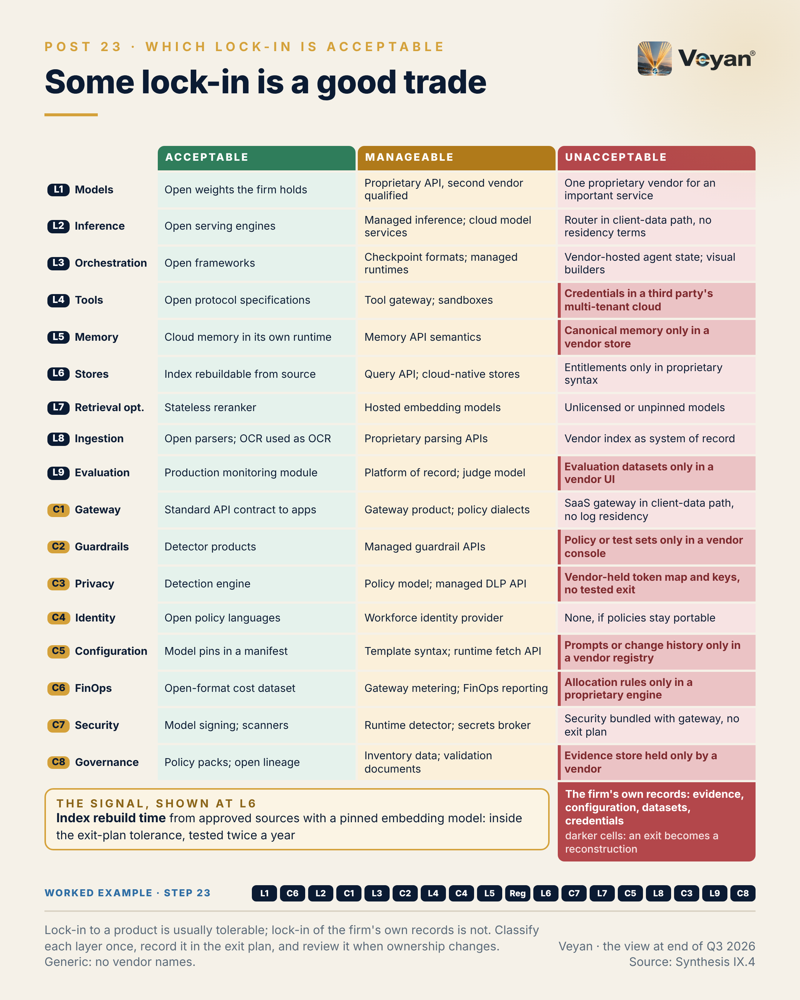 POST 23 · WHICH LOCK-IN IS ACCEPTABLE
Veyan®
Some lock-in is a good trade
ACCEPTABLE
MANAGEABLE
UNACCEPTABLE
L1 Models
Open weights the firm holds
Proprietary API, second vendor
qualified
One proprietary vendor for an
important service
L2 Inference
Open serving engines
Managed inference; cloud model
services
Router in client-data path, no
residency terms
L3 Orchestration
Open frameworks
Checkpoint formats; managed
runtimes
Vendor-hosted agent state; visual
builders
L4 Tools
Open protocol specifications
Tool gateway; sandboxes
Credentials in a third party's
multi-tenant cloud
L5 Memory
Cloud memory in its own runtime
Memory API semantics
Canonical memory only in a
vendor store
L6 Stores
Index rebuildable from source
Query API; cloud-native stores
Entitlements only in proprietary
syntax
L7 Retrieval opt.
Stateless reranker
Hosted embedding models
Unlicensed or unpinned models
L8 Ingestion
Open parsers; OCR used as OCR
Proprietary parsing APIs
Vendor index as system of record
L9 Evaluation
Production monitoring module
Platform of record; judge model
Evaluation datasets only in a
vendor UI
C1 Gateway
Standard API contract to apps
Gateway product; policy dialects
SaaS gateway in client-data path,
no log residency
C2 Guardrails
Detector products
Managed guardrail APIs
Policy or test sets only in a vendor
console
C3 Privacy
Detection engine
Policy model; managed DLP API
Vendor-held token map and keys,
no tested exit
C4 Identity
Open policy languages
Workforce identity provider
None, if policies stay portable
C5 Configuration
Model pins in a manifest
Template syntax; runtime fetch API
Prompts or change history only in
a vendor registry
C6 FinOps
Open-format cost dataset
Gateway metering; FinOps reporting
Allocation rules only in a
proprietary engine
C7 Security
Model signing; scanners
Runtime detector; secrets broker
Security bundled with gateway, no
exit plan
C8 Governance
Policy packs; open lineage
Inventory data; validation
documents
Evidence store held only by a
vendor
THE SIGNAL, SHOWN AT L6
Index rebuild time from approved sources with a pinned embedding model: inside
the exit-plan tolerance, tested twice a year
The firm's own records: evidence,
configuration, datasets,
credentials
darker cells: an exit becomes a
reconstruction
WORKED EXAMPLE · STEP 23
L1 C6 L2 C1 L3 C2 L4 C4 L5 Reg L6 C7 L7 C5 L8 C3 L9 C8
Lock-in to a product is usually tolerable; lock-in of the firm's own records is not. Classify
each layer once, record it in the exit plan, and review it when ownership changes.
Generic: no vendor names.
Veyan · the view at end of Q3 2026
Source: Synthesis IX.4